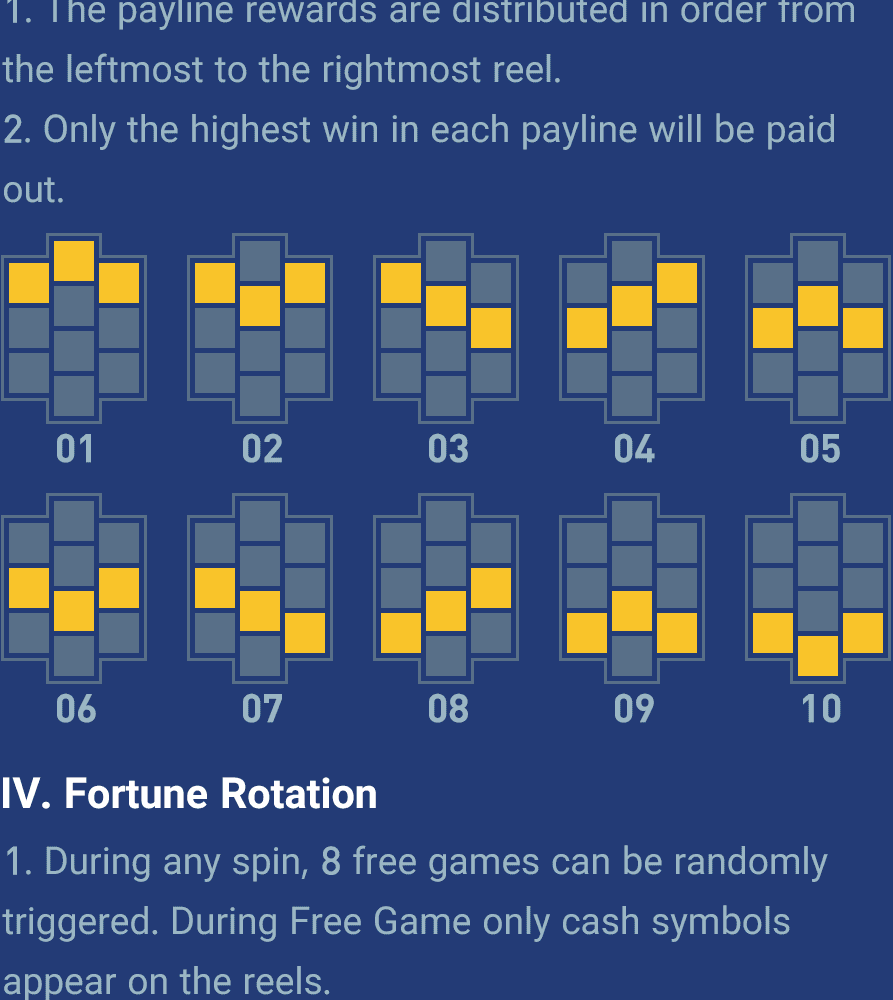 1. The payline rewards are distributed in order from
the leftmost to the rightmost reel.
2. Only the highest win in each payline will be paid
out.
01 02 03 04 05
06 07 08 09 10
IV. Fortune Rotation
1. During any spin, 8 free games can be randomly
triggered. During Free Game only cash symbols
appear on the reels.